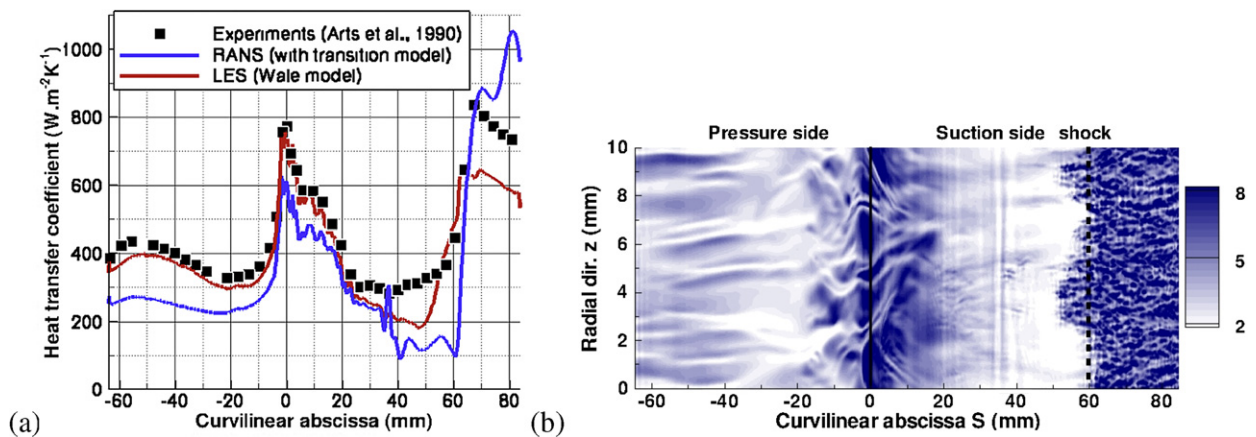 Experiments (Arts et al., 1990)
RANS (with transition model)
LES (Wale model)
Heat transfer coefficient (W.m-2K-1)
1000
800
600
400
300
200
100
0
-60 -40 -20 0 20 40 60 80
Curvilinear abscissa (mm)
(a)
Pressure side Suction side shock
Radial dir. z (mm)
10
8
6
4
2
0
-60 -40 -20 0 20 40 60 80
Curvilinear abscissa S (mm)
8
5
2
(b)